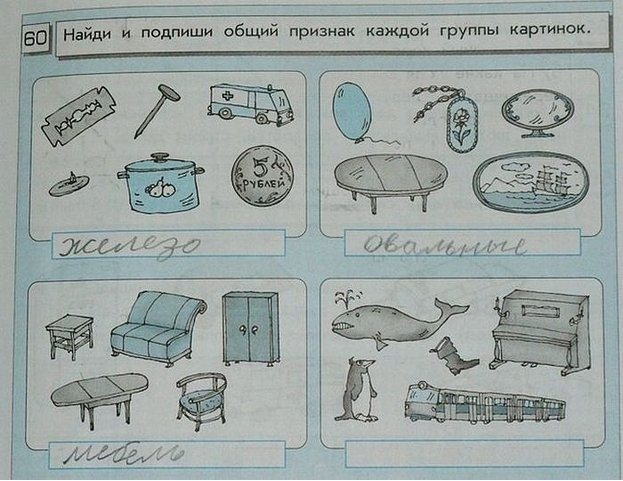 60 Найди и подпиши общий признак каждой группы картинок.
5
РУБЛЕЙ
железо
овальные
мебель